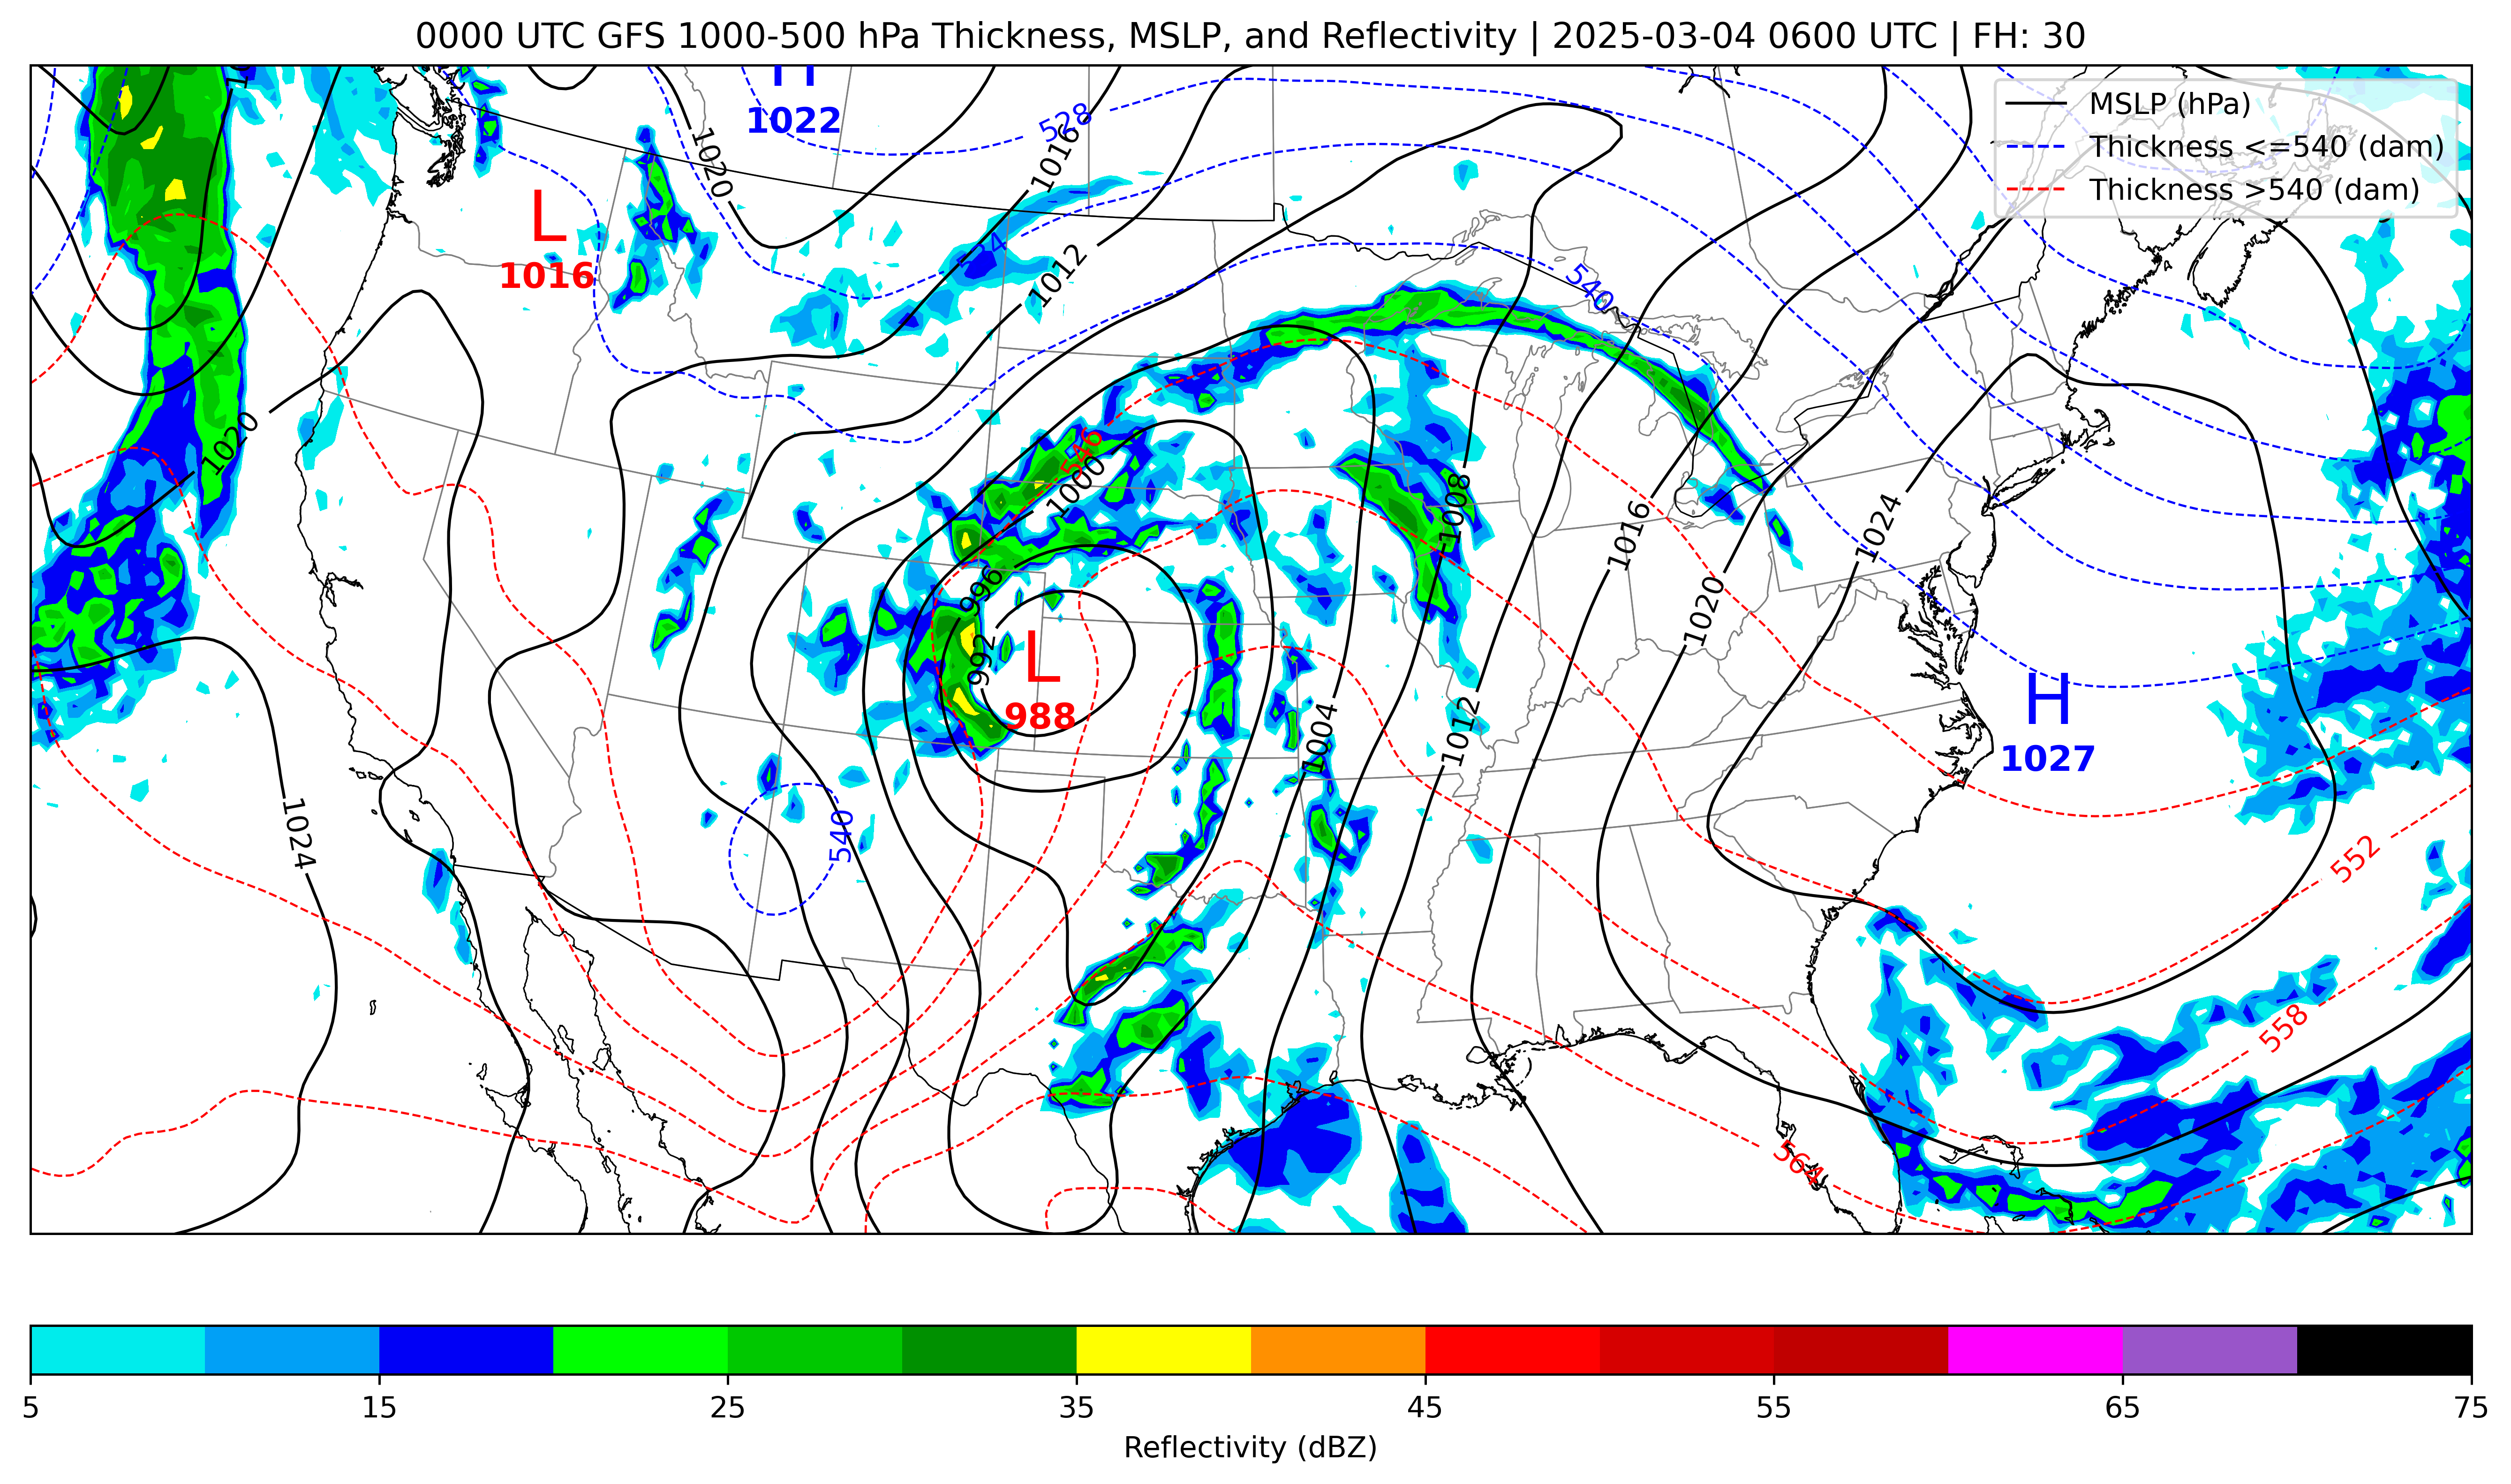 0000 UTC GFS 1000-500 hPa Thickness, MSLP, and Reflectivity | 2025-03-04 0600 UTC | FH: 30
MSLP (hPa)
Thickness <=540 (dam)
Thickness >540 (dam)
H
1022
528
1020
1016
L
1016
534
1012
540
1020
546
1000
1008
1024
1016
996
1020
992
L
988
1004
1012
H
1027
1024
540
552
558
564
5 15 25 35 45 55 65 75
Reflectivity (dBZ)